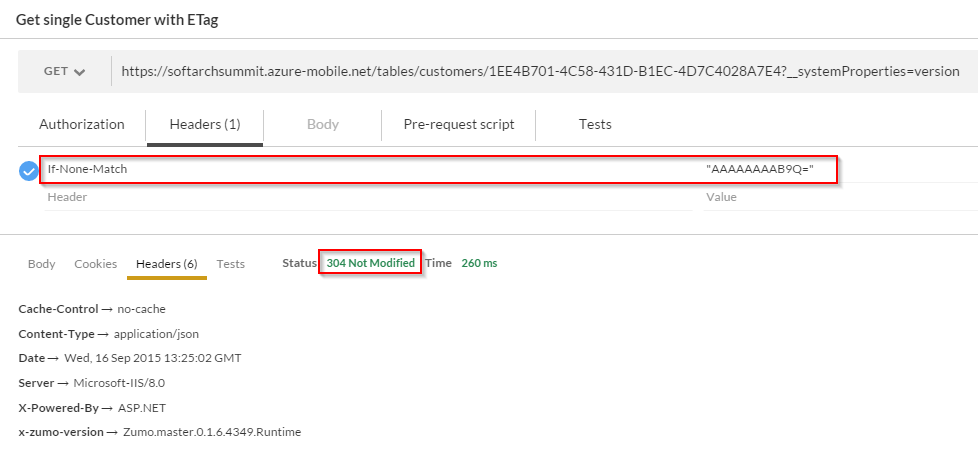 Get single Customer with ETag
GET https://softarchsummit.azure-mobile.net/tables/customers/1EE4B701-4C58-431D-B1EC-4D7C4028A7E4?__systemProperties=version
Authorization Headers (1) Body Pre-request script Tests
If-None-Match "AAAAAAAAB9Q="
Header Value
Body Cookies Headers (6) Tests Status 304 Not Modified Time 260 ms
Cache-Control → no-cache
Content-Type → application/json
Date → Wed, 16 Sep 2015 13:25:02 GMT
Server → Microsoft-IIS/8.0
X-Powered-By → ASP.NET
x-zumo-version → Zumo.master.0.1.6.4349.Runtime